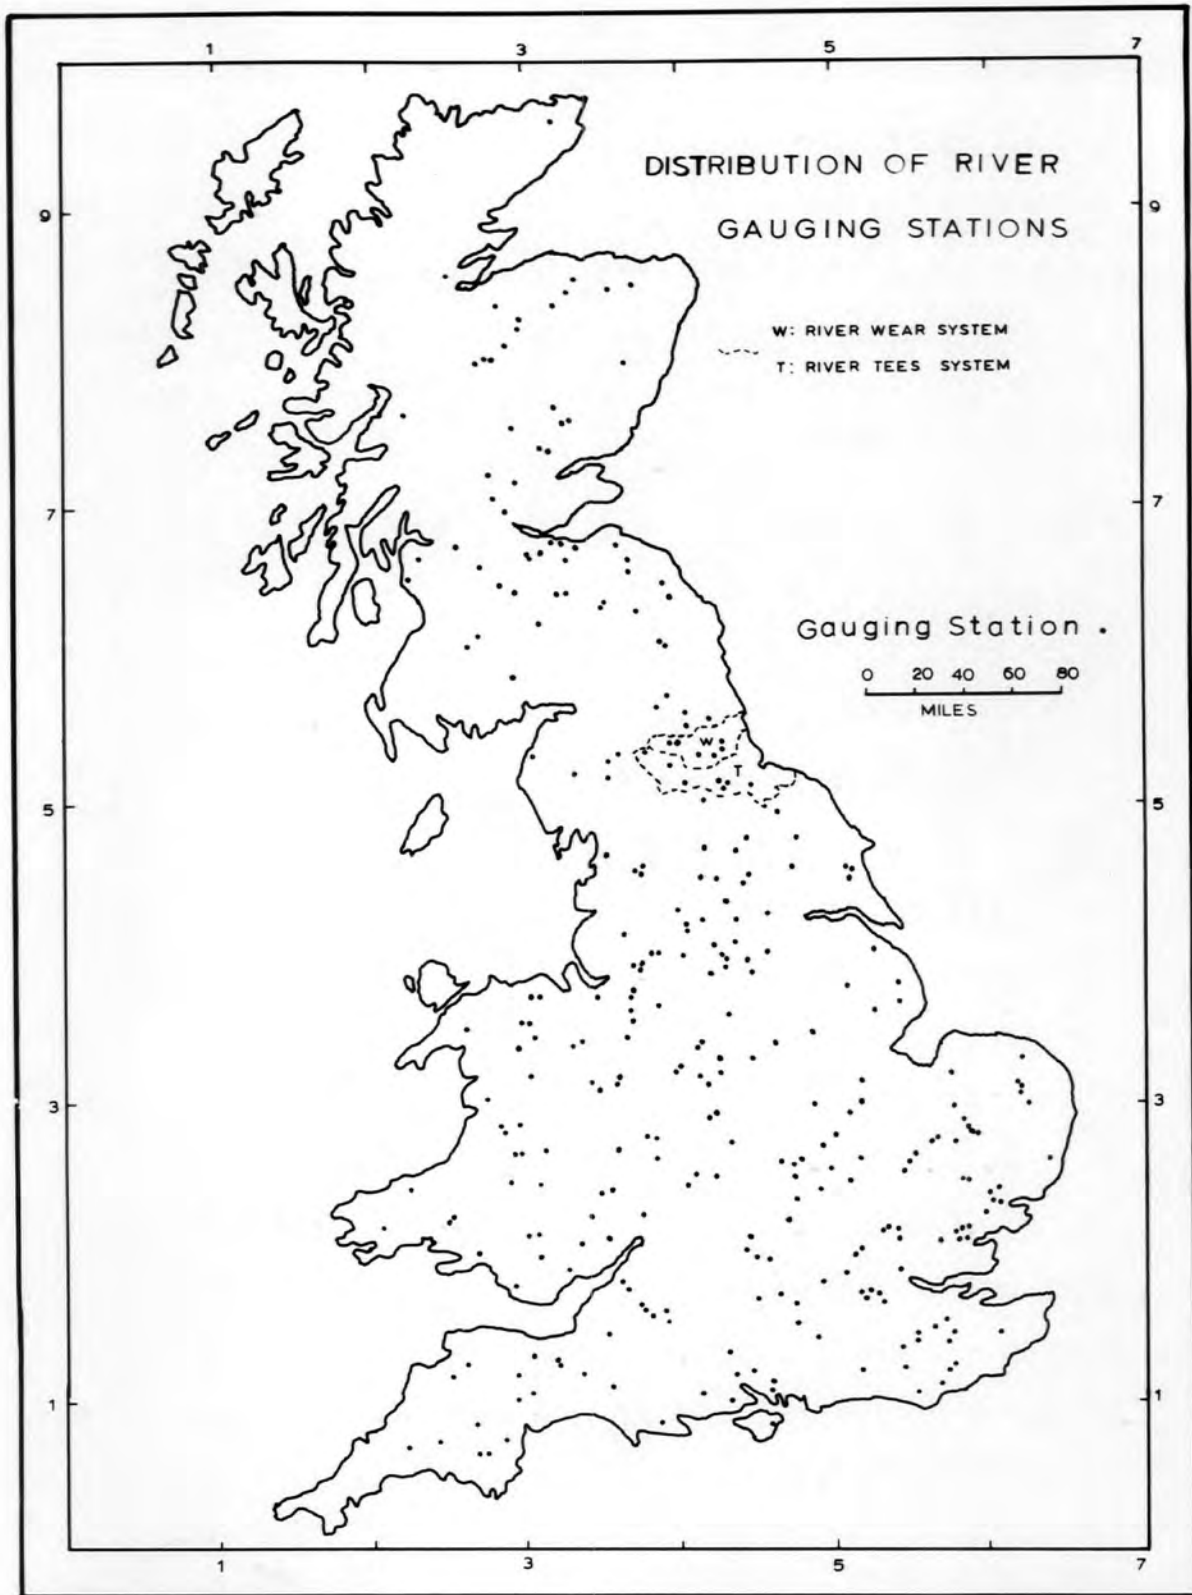 1 3 5 7
DISTRIBUTION OF RIVER
GAUGING STATIONS
9 9
W: RIVER WEAR SYSTEM
T: RIVER TEES SYSTEM
7 7
Gauging Station
0 20 40 60 80
MILES
W
T
5 5
3 3
1 1
1 3 5 7